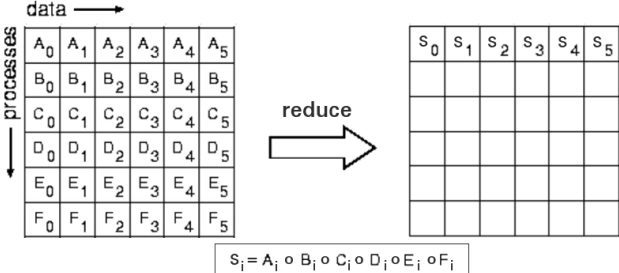 data
processes
A0 A1 A2 A3 A4 A5
B0 B1 B2 B3 B4 B5
C0 C1 C2 C3 C4 C5
D0 D1 D2 D3 D4 D5
E0 E1 E2 E3 E4 E5
F0 F1 F2 F3 F4 F5
reduce
S0 S1 S2 S3 S4 S5
Si = Ai o Bi o Ci o Di o Ei o Fi